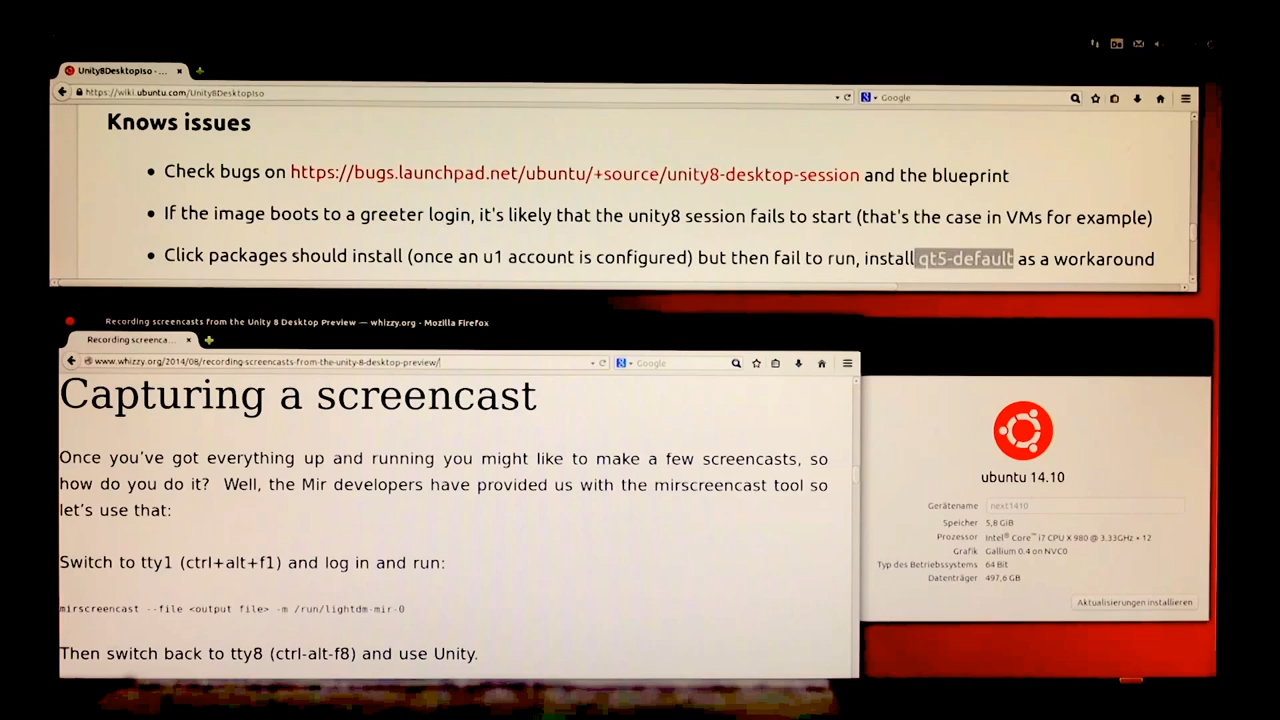 De
Unity8DesktopIso - ...
https://wiki.ubuntu.com/Unity8DesktopIso
Google
Knows issues
Check bugs on https://bugs.launchpad.net/ubuntu/+source/unity8-desktop-session and the blueprint
If the image boots to a greeter login, it's likely that the unity8 session fails to start (that's the case in VMs for example)
Click packages should install (once an u1 account is configured) but then fail to run, install qt5-default as a workaround
Recording screencasts from the Unity 8 Desktop Preview — whizzy.org - Mozilla Firefox
Recording screenca...
www.whizzy.org/2014/08/recording-screencasts-from-the-unity-8-desktop-preview/
Google
Capturing a screencast
Once you've got everything up and running you might like to make a few screencasts, so
how do you do it? Well, the Mir developers have provided us with the mirscreencast tool so
let's use that:
Switch to tty1 (ctrl+alt+f1) and log in and run:
mirscreencast --file <output file> -m /run/lightdm-mir-0
Then switch back to tty8 (ctrl-alt-f8) and use Unity.
ubuntu 14.10
Gerätename next1410
Speicher 5,8 GiB
Prozessor Intel® Core™ i7 CPU X 980 @ 3.33GHz × 12
Grafik Gallium 0.4 on NVC0
Typ des Betriebssystems 64 Bit
Datenträger 497,6 GB
Aktualisierungen installieren